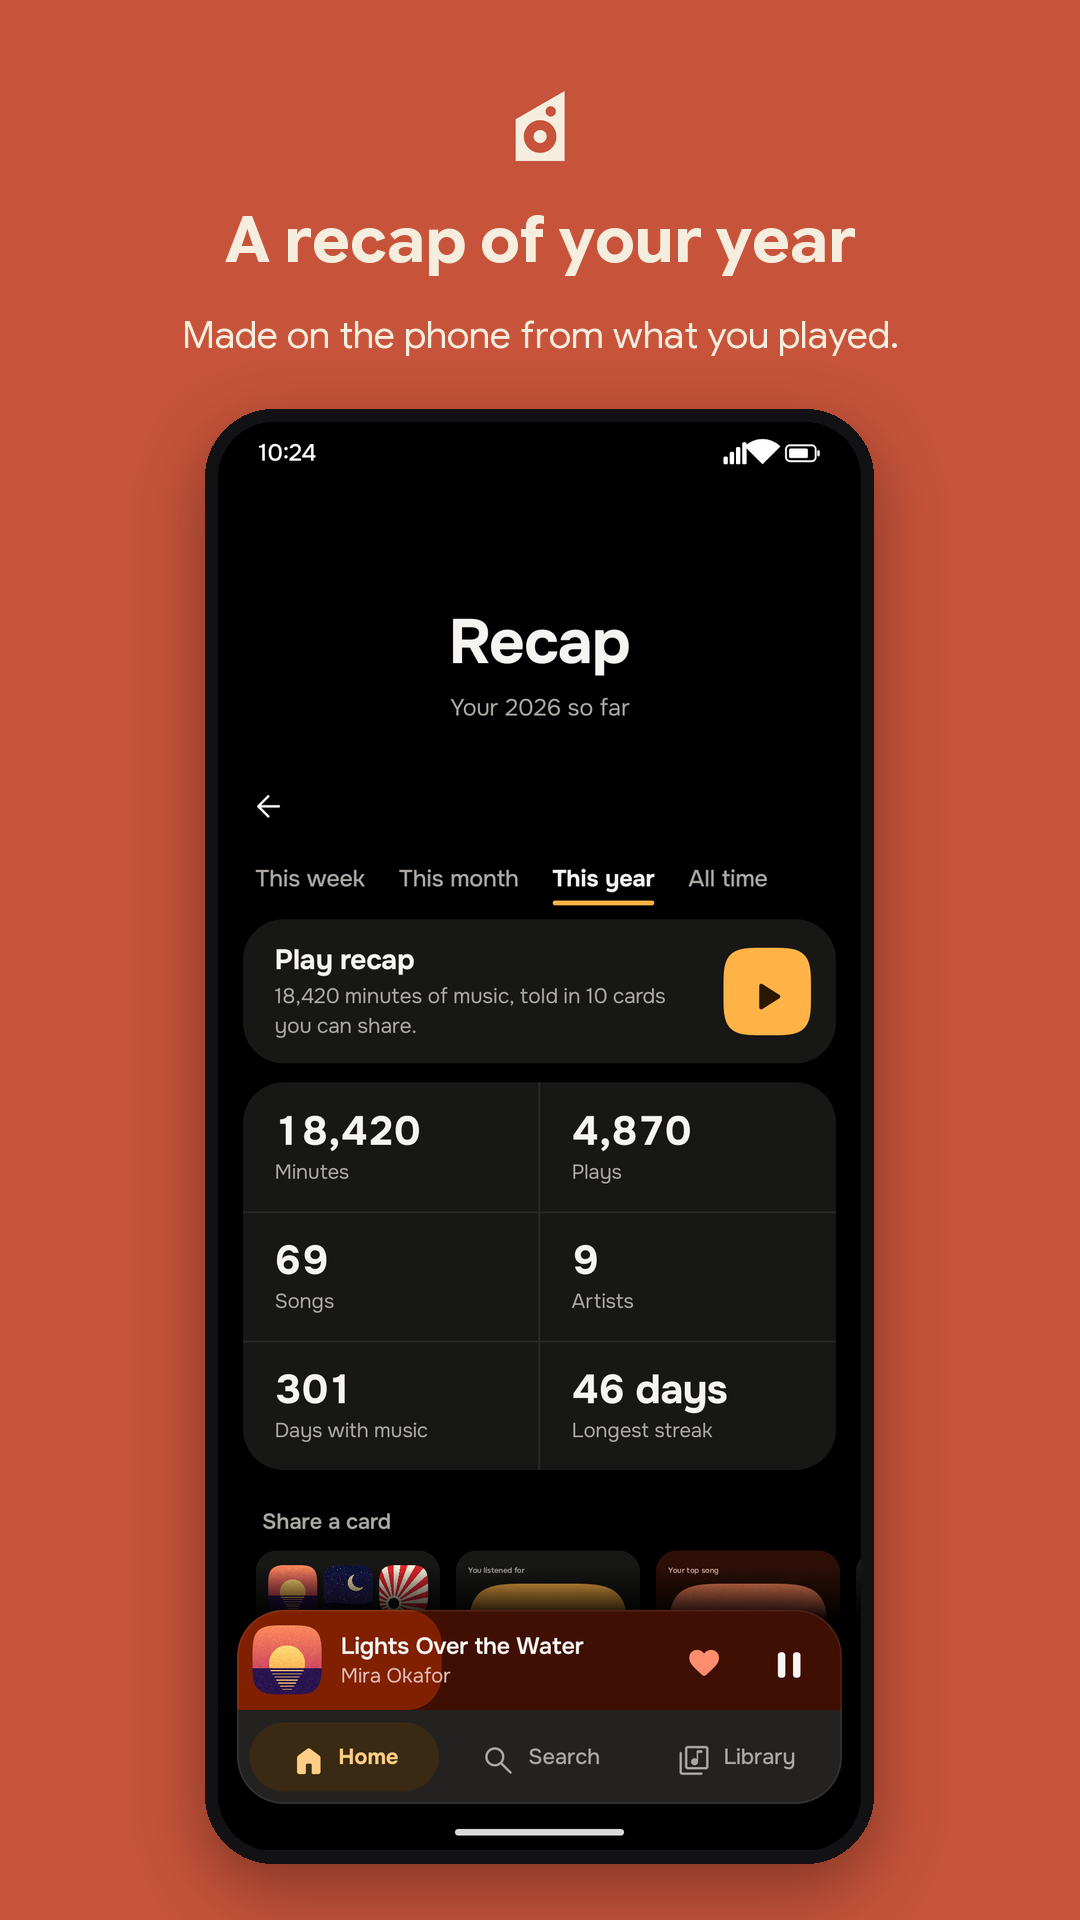 A recap of your year
Made on the phone from what you played.
10:24
Recap
Your 2026 so far
This week This month This year All time
Play recap
18,420 minutes of music, told in 10 cards
you can share.
18,420 4,870
Minutes Plays
69 9
Songs Artists
301 46 days
Days with music Longest streak
Share a card
You listened for Your top song
Lights Over the Water
Mira Okafor
Home Search Library